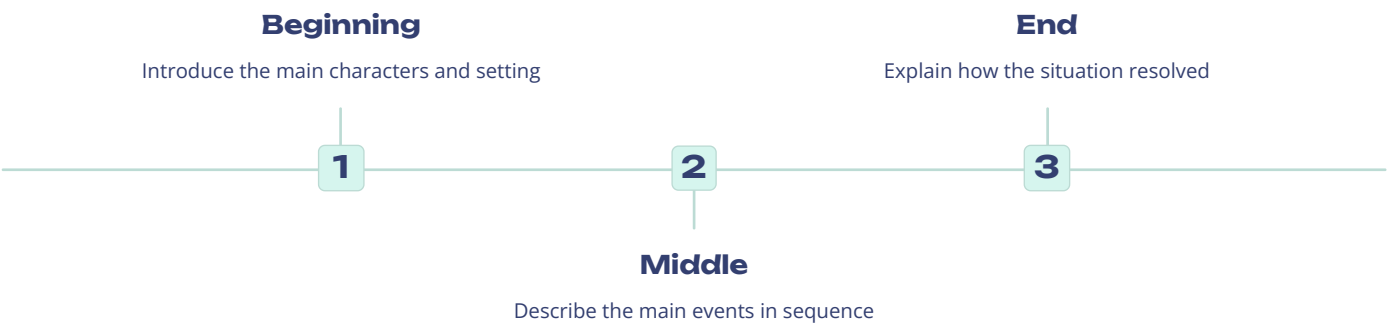 Beginning
Introduce the main characters and setting
1
2
Middle
Describe the main events in sequence
End
Explain how the situation resolved
3